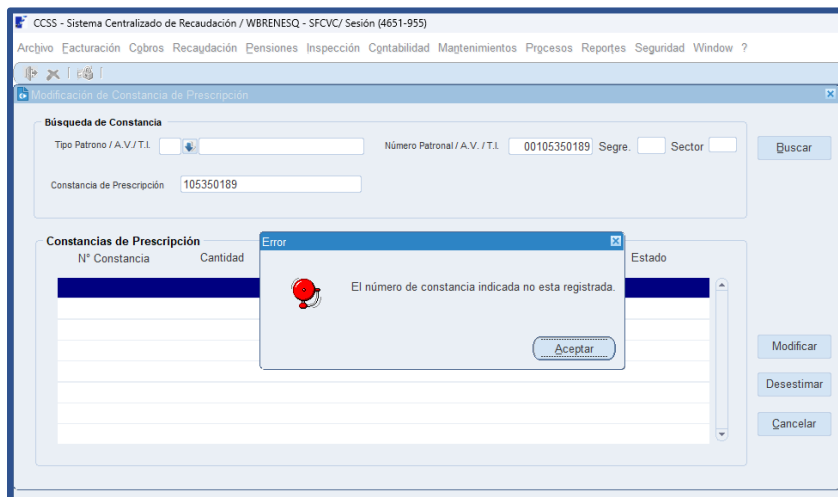 CCSS - Sistema Centralizado de Recaudación / WBRENESQ - SFCVC/ Sesión (4651-955)
Archivo Facturación Cobros Recaudación Pensiones Inspección Contabilidad Mantenimientos Procesos Reportes Seguridad Window ?
Modificación de Constancia de Prescripción
Búsqueda de Constancia
Tipo Patrono / A.V./ T.I. Número Patronal / A.V. / T.I. 00105350189 Segre. Sector Buscar
Constancia de Prescripción 105350189
Constancias de Prescripción
N° Constancia Cantidad Estado
Error
El número de constancia indicada no esta registrada.
Aceptar
Modificar
Desestimar
Cancelar